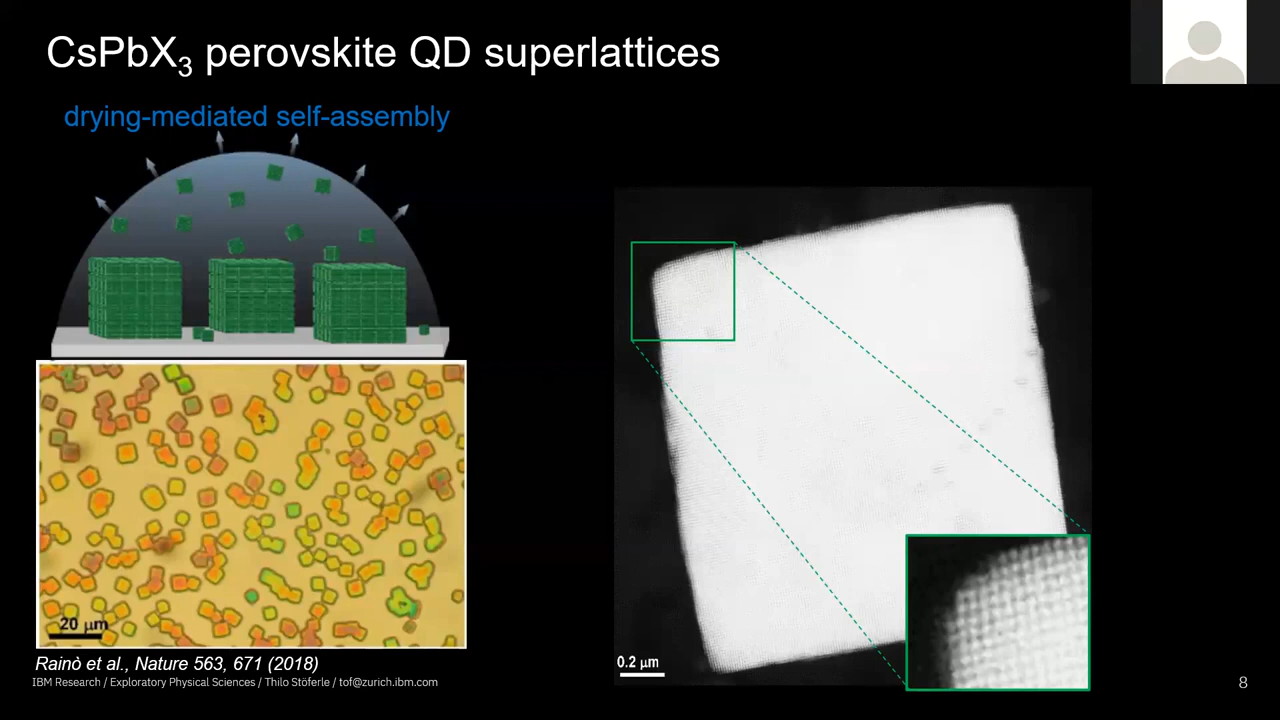 CsPbX₃ perovskite QD superlattices
drying-mediated self-assembly
20 μm
0.2 μm
Rainò et al., Nature 563, 671 (2018)
IBM Research / Exploratory Physical Sciences / Thilo Stöferle / tof@zurich.ibm.com
8